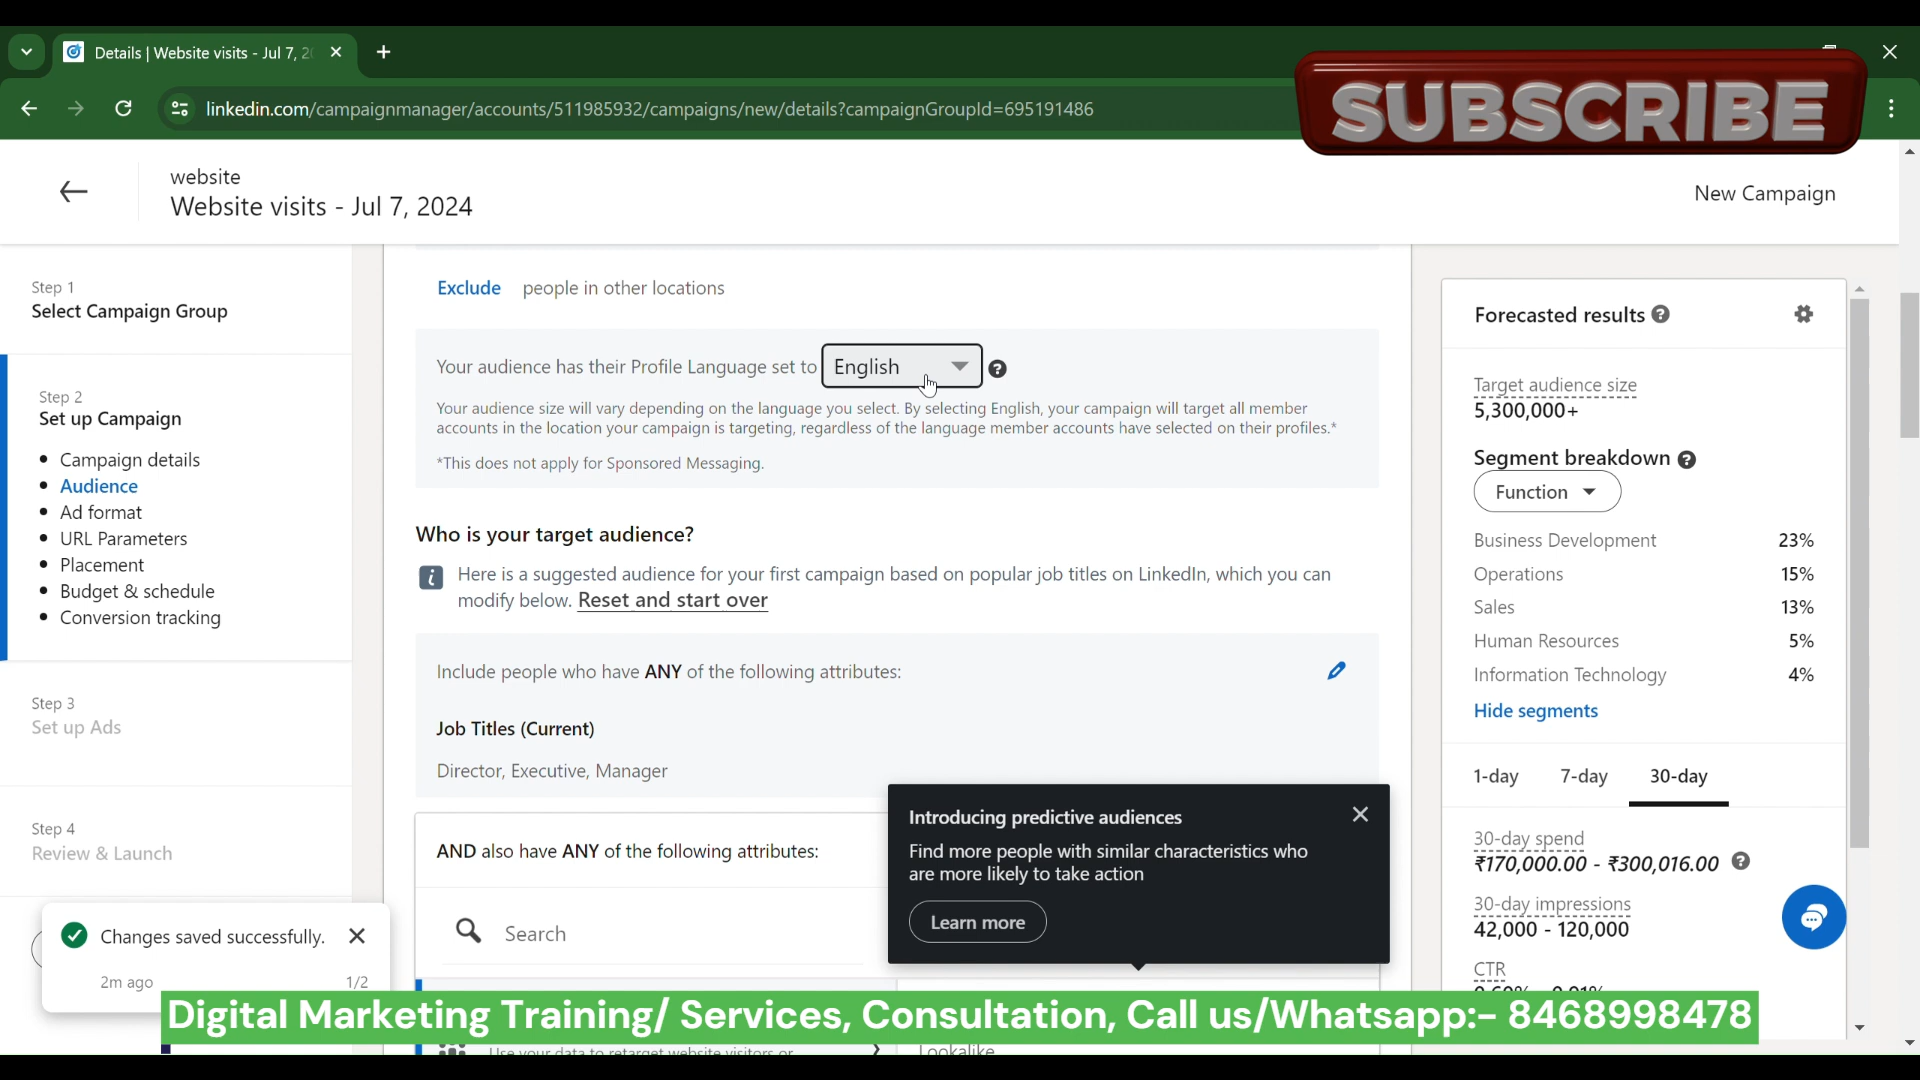 Details | Website visits - Jul 7, 2
linkedin.com/campaignmanager/accounts/511985932/campaigns/new/details?campaignGroupId=695191486
SUBSCRIBE
website
Website visits - Jul 7, 2024
New Campaign
Step 1
Select Campaign Group
Step 2
Set up Campaign
Campaign details
Audience
Ad format
URL Parameters
Placement
Budget & schedule
Conversion tracking
Step 3
Set up Ads
Step 4
Review & Launch
Changes saved successfully.
2m ago 1/2
Exclude people in other locations
Your audience has their Profile Language set to English
Your audience size will vary depending on the language you select. By selecting English, your campaign will target all member
accounts in the location your campaign is targeting, regardless of the language member accounts have selected on their profiles.*
*This does not apply for Sponsored Messaging.
Who is your target audience?
Here is a suggested audience for your first campaign based on popular job titles on LinkedIn, which you can
modify below. Reset and start over
Include people who have ANY of the following attributes:
Job Titles (Current)
Director, Executive, Manager
AND also have ANY of the following attributes:
Search
Introducing predictive audiences
Find more people with similar characteristics who
are more likely to take action
Learn more
Use your data to retarget website visitors or
Lookalike
Forecasted results
Target audience size
5,300,000+
Segment breakdown
Function
Business Development 23%
Operations 15%
Sales 13%
Human Resources 5%
Information Technology 4%
Hide segments
1-day 7-day 30-day
30-day spend
₹170,000.00 - ₹300,016.00
30-day impressions
42,000 - 120,000
CTR
Digital Marketing Training/ Services, Consultation, Call us/Whatsapp:- 8468998478